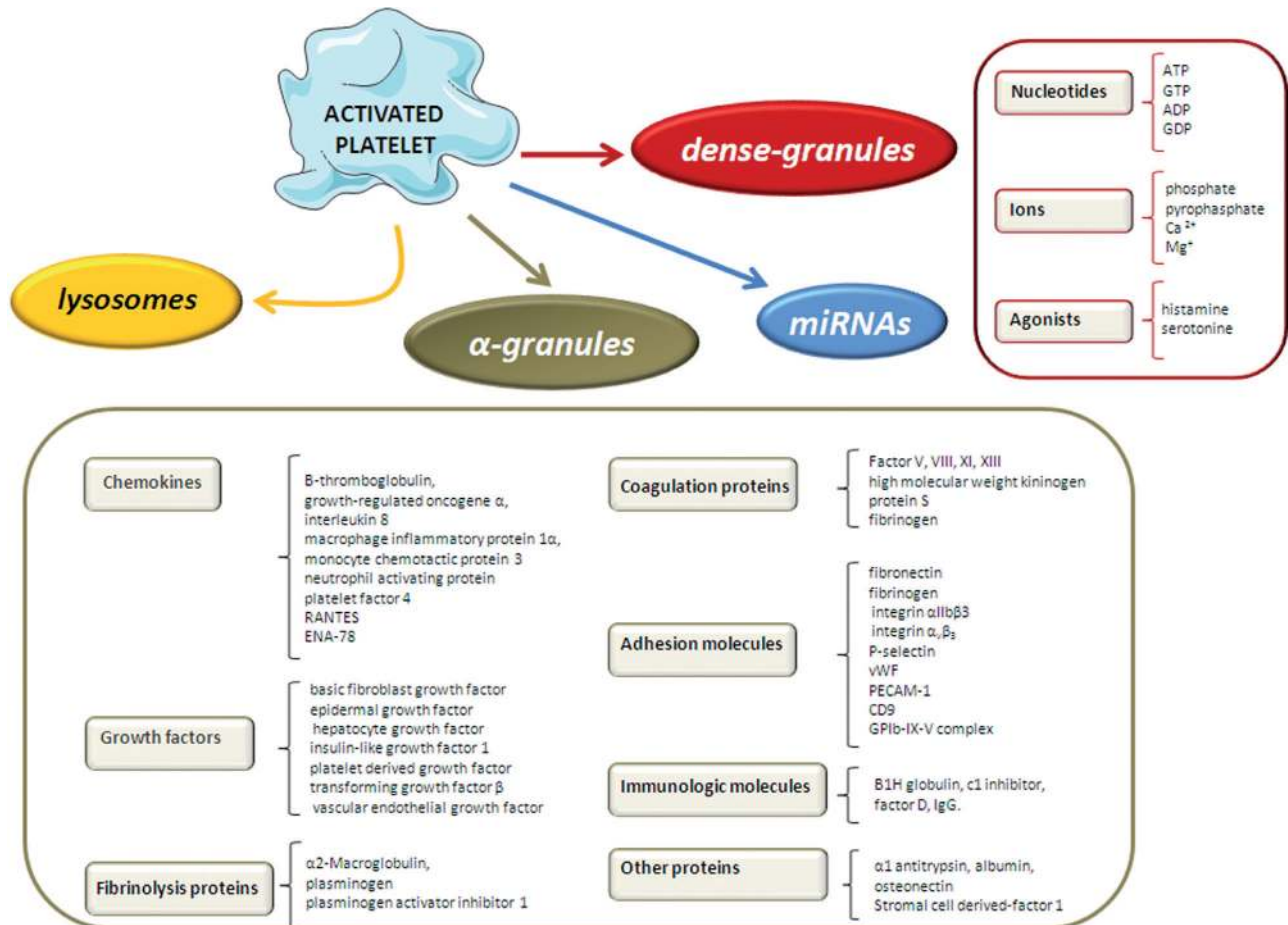 ACTIVATED
PLATELET
dense-granules
lysosomes
α-granules
miRNAs
Nucleotides
ATP
GTP
ADP
GDP
Ions
phosphate
pyrophasphate
Ca 2+
Mg+
Agonists
histamine
serotonine
Chemokines
B-thromboglobulin,
growth-regulated oncogene α,
interleukin 8
macrophage inflammatory protein 1α,
monocyte chemotactic protein 3
neutrophil activating protein
platelet factor 4
RANTES
ENA-78
Growth factors
basic fibroblast growth factor
epidermal growth factor
hepatocyte growth factor
insulin-like growth factor 1
platelet derived growth factor
transforming growth factor β
vascular endothelial growth factor
Fibrinolysis proteins
α2-Macroglobulin,
plasminogen
plasminogen activator inhibitor 1
Coagulation proteins
Factor V, VIII, XI, XIII
high molecular weight kininogen
protein S
fibrinogen
Adhesion molecules
fibronectin
fibrinogen
integrin αIIbβ3
integrin αᵥβ₃
P-selectin
vWF
PECAM-1
CD9
GPIb-IX-V complex
Immunologic molecules
B1H globulin, c1 inhibitor,
factor D, IgG.
Other proteins
α1 antitrypsin, albumin,
osteonectin
Stromal cell derived-factor 1